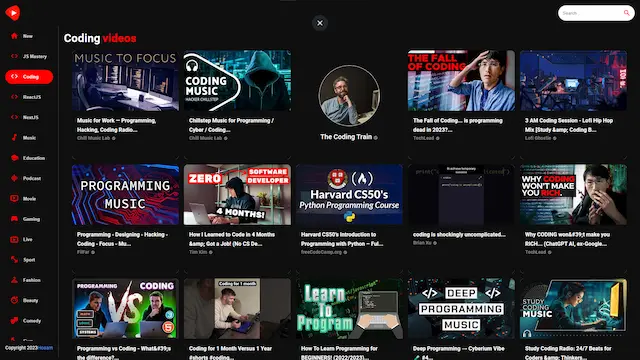 Search...
New
JS Mastery
Coding
ReactJS
NextJS
Music
Education
Podcast
Movie
Gaming
Live
Sport
Fashion
Beauty
Comedy
Copyright 2023
Coding videos
MUSIC TO FOCUS
Music for Work — Programming, Hacking, Coding Radio...
Chill Music Lab
CODING MUSIC
HACKER CHILLSTEP
Chillstep Music for Programming / Cyber / Coding...
Chill Music Lab
The Coding Train
THE FALL OF CODING
The Fall of Coding... is programming dead in 2023?
TechLead
3 AM Coding Session - Lofi Hip Hop Mix [Study &amp; Coding B...
Lofi Ghostie
PROGRAMMING MUSIC
Programming - Designing - Hacking - Coding - Focus - Mu...
FilFar
ZERO
SOFTWARE DEVELOPER
4 MONTHS!
How I Learned to Code in 4 Months &amp; Got a Job! (No CS De...
Tim Kim
Harvard CS50's
Python Programming Course
Harvard CS50's Introduction to Programming with Python – Ful...
freeCodeCamp.org
coding is shockingly uncomplicated...
WHY CODING WON'T MAKE YOU RICH.
Why CODING won&#39;t make you RICH... (ChatGPT AI, ex-Google...
TechLead
PROGRAMMING VS CODING
Programming vs Coding - What&#39;s the difference?...
Coding for 1 month
Coding for 1 Month Versus 1 Year #shorts #coding...
Learn To Program
How To Learn Programming for BEGINNERS! (2022/2023)...
</> DEEP </>
PROGRAMMING MUSIC
Deep Programming — Cyberium Vibe
STUDY CODING MUSIC
Study Coding Radio: 24/7 Beats for Coding &amp; Thinkers...